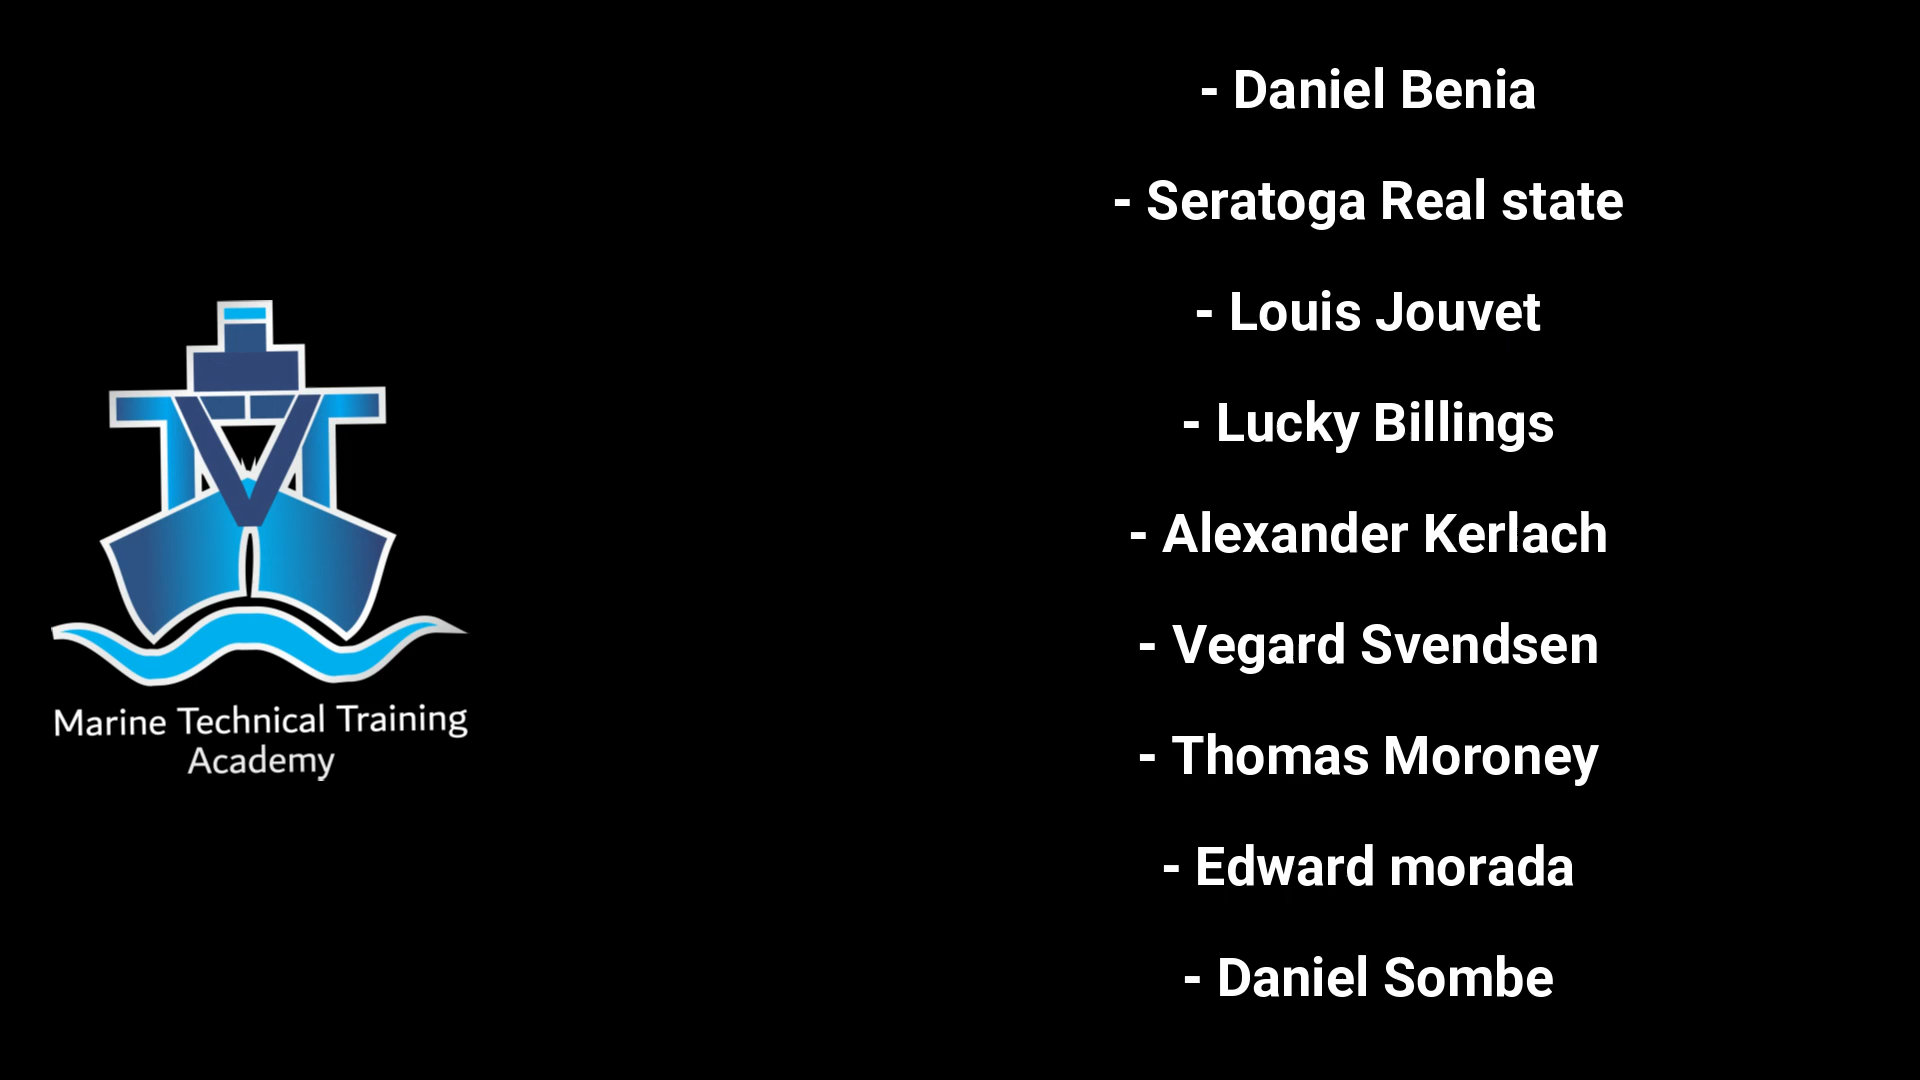 Marine Technical Training
Academy
- Daniel Benia
- Seratoga Real state
- Louis Jouvet
- Lucky Billings
- Alexander Kerlach
- Vegard Svendsen
- Thomas Moroney
- Edward morada
- Daniel Sombe